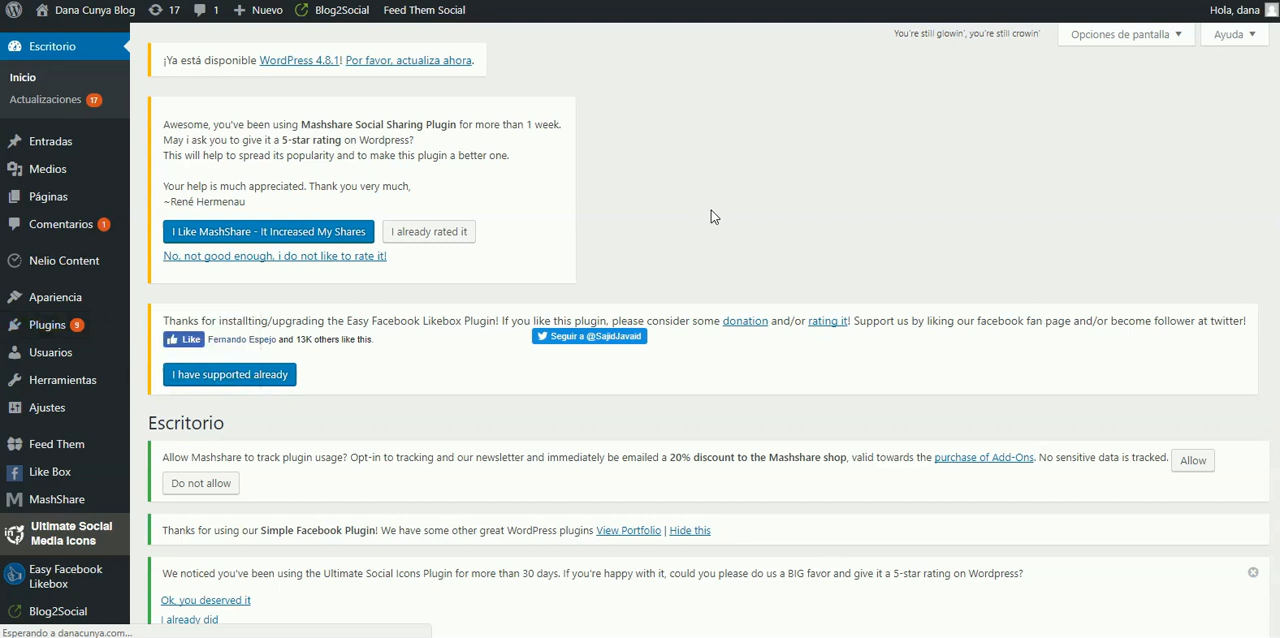 Dana Cunya Blog 17 1 Nuevo Blog2Social Feed Them Social Hola, dana
You're still glowin', you're still crowin' Opciones de pantalla Ayuda
Escritorio
Inicio
Actualizaciones 17
Entradas
Medios
Páginas
Comentarios 1
Nelio Content
Apariencia
Plugins 9
Usuarios
Herramientas
Ajustes
Feed Them
Like Box
MashShare
Ultimate Social
Media Icons
Easy Facebook
Likebox
Blog2Social
¡Ya está disponible WordPress 4.8.1! Por favor, actualiza ahora.
Awesome, you've been using Mashshare Social Sharing Plugin for more than 1 week.
May i ask you to give it a 5-star rating on Wordpress?
This will help to spread its popularity and to make this plugin a better one.
Your help is much appreciated. Thank you very much,
~René Hermenau
I Like MashShare - It Increased My Shares I already rated it
No, not good enough, i do not like to rate it!
Thanks for installting/upgrading the Easy Facebook Likebox Plugin! If you like this plugin, please consider some donation and/or rating it! Support us by liking our facebook fan page and/or become follower at twitter!
Like Fernando Espejo and 13K others like this. Seguir a @SajidJavaid
I have supported already
Escritorio
Allow Mashshare to track plugin usage? Opt-in to tracking and our newsletter and immediately be emailed a 20% discount to the Mashshare shop, valid towards the purchase of Add-Ons. No sensitive data is tracked. Allow
Do not allow
Thanks for using our Simple Facebook Plugin! We have some other great WordPress plugins View Portfolio | Hide this
We noticed you've been using the Ultimate Social Icons Plugin for more than 30 days. If you're happy with it, could you please do us a BIG favor and give it a 5-star rating on Wordpress?
Ok, you deserved it
I already did
Esperando a danacunya.com...